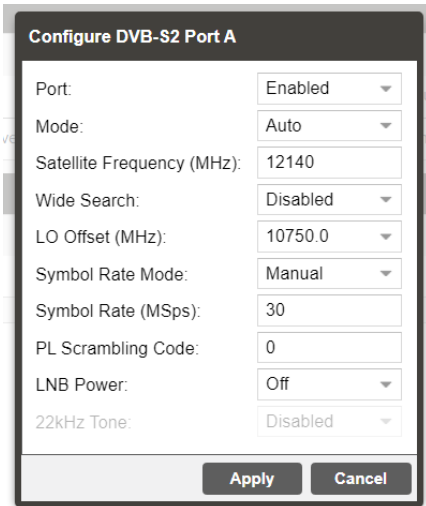 Configure DVB-S2 Port A
Port: Enabled
Mode: Auto
Satellite Frequency (MHz): 12140
Wide Search: Disabled
LO Offset (MHz): 10750.0
Symbol Rate Mode: Manual
Symbol Rate (MSps): 30
PL Scrambling Code: 0
LNB Power: Off
22kHz Tone: Disabled
Apply Cancel